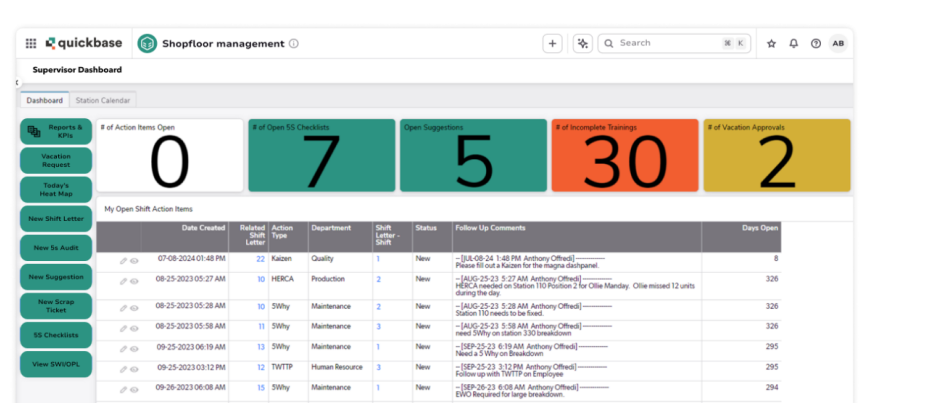 quickbase Shopfloor management + Search ⌘ K AB
Supervisor Dashboard
Dashboard Station Calendar
Reports &
KPIs
Vacation
Request
Today's
Heat Map
New Shift Letter
New 5s Audit
New Suggestion
New Scrap
Ticket
5S Checklists
View SWI/OPL
# of Action Items Open
0
# of Open 5S Checklists
7
Open Suggestions
5
# of Incomplete Trainings
30
# of Vacation Approvals
2
My Open Shift Action Items
Date Created Related Shift Letter Action Type Department Shift Letter - Shift Status Follow Up Comments Days Open
07-08-2024 01:48 PM 22 Kaizen Quality 1 New -- [JUL-08-24 1:48 PM Anthony Offredi] ---------------- 8
Please fill out a Kaizen for the magna dashpanel.
08-25-2023 05:27 AM 10 HERCA Production 2 New -- [AUG-25-23 5:27 AM Anthony Offredi] ---------------- 326
HERCA needed on Station 110 Position 2 for Ollie Manday. Ollie missed 12 units
during the day.
08-25-2023 05:28 AM 10 5Why Maintenance 2 New -- [AUG-25-23 5:28 AM Anthony Offredi] ---------------- 326
Station 110 needs to be fixed.
08-25-2023 05:58 AM 11 5Why Maintenance 3 New -- [AUG-25-23 5:58 AM Anthony Offredi] ---------------- 326
need 5Why on station 330 breakdown
09-25-2023 06:19 AM 13 5Why Maintenance 1 New -- [SEP-25-23 6:19 AM Anthony Offredi] ---------------- 295
Need a 5 Why on Breakdown
09-25-2023 03:12 PM 12 TWTTP Human Resource 3 New -- [SEP-25-23 3:12 PM Anthony Offredi] ---------------- 295
Follow up with TWTTP on Employee
09-26-2023 06:08 AM 15 5Why Maintenance 1 New -- [SEP-26-23 6:08 AM Anthony Offredi] ---------------- 294
EWO Required for large breakdown.